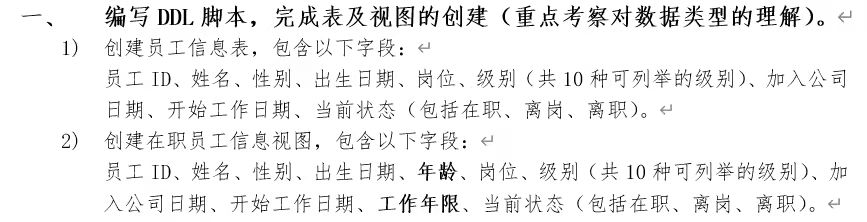 一、 编写 DDL 脚本，完成表及视图的创建（重点考察对数据类型的理解）。↵
1) 创建员工信息表，包含以下字段：↵
员工 ID、姓名、性别、出生日期、岗位、级别（共 10 种可列举的级别）、加入公司
日期、开始工作日期、当前状态（包括在职、离岗、离职）。↵
2) 创建在职员工信息视图，包含以下字段：↵
员工 ID、姓名、性别、出生日期、年龄、岗位、级别（共 10 种可列举的级别）、加
入公司日期、开始工作日期、工作年限、当前状态（包括在职、离岗、离职）。↵